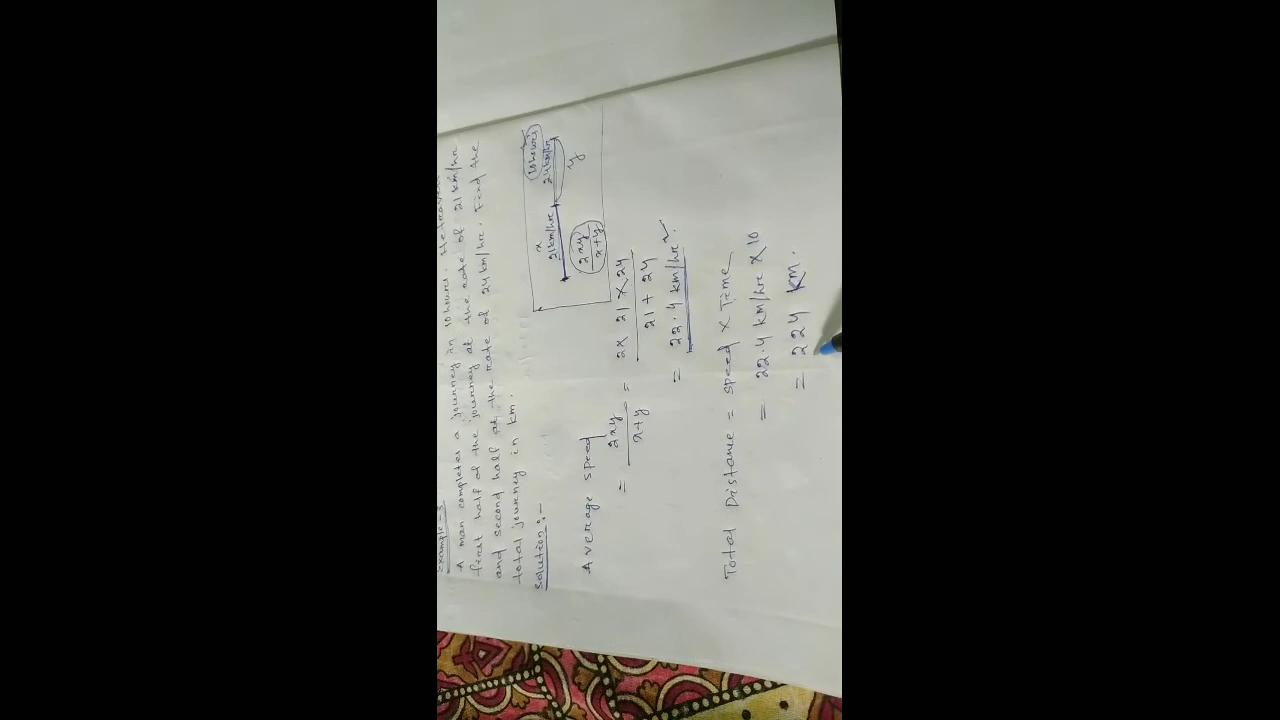 Example-3
A man completes a journey in 10 hours. He
first half of the journey at the rate of 21 km/hr
and second half at the rate of 24 km/hr. Find the
total journey in km.
Solution:-
10 hours
x
21 km/hr 24 km/hr
y
2xy
x+y
Average speed
= 2xy / x+y = 2x 21 x 24 / 21 + 24
= 22.4 km/hr
Total Distance = speed x Time
= 22.4 km/hr x 10
= 224 km.